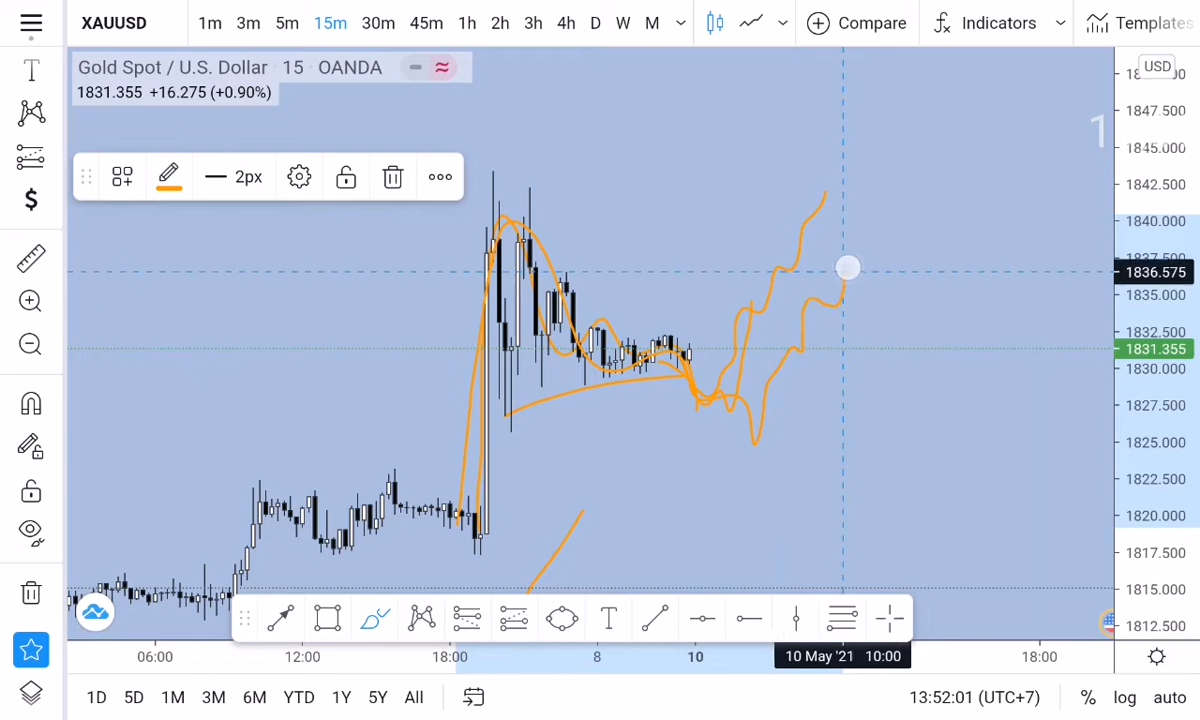 XAUUSD 1m 3m 5m 15m 30m 45m 1h 2h 3h 4h D W M Compare Indicators Templates
Gold Spot / U.S. Dollar · 15 · OANDA
1831.355 +16.275 (+0.90%)
2px
USD
1
1847.500
1845.000
1842.500
1840.000
1837.500
1836.575
1835.000
1832.500
1831.355
1830.000
1827.500
1825.000
1822.500
1820.000
1817.500
1815.000
1812.500
06:00 12:00 18:00 8 10 10 May '21 10:00 18:00
1D 5D 1M 3M 6M YTD 1Y 5Y All 13:52:01 (UTC+7) % log auto